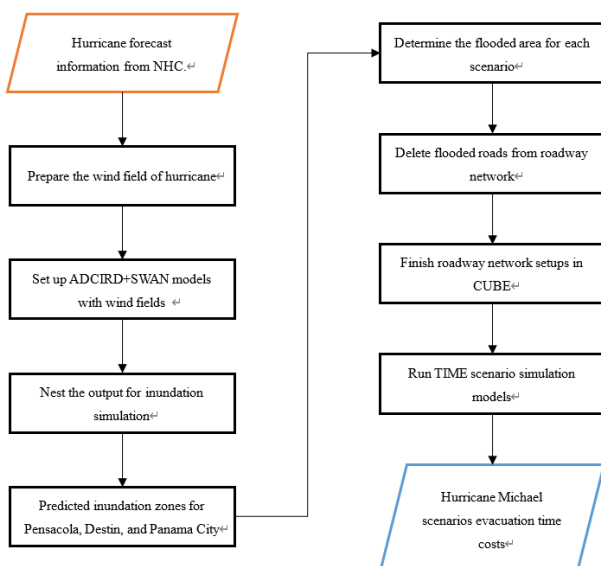 Hurricane forecast
information from NHC.↵
Prepare the wind field of hurricane↵
Set up ADCIRD+SWAN models
with wind fields ↵
Nest the output for inundation
simulation↵
Predicted inundation zones for
Pensacola, Destin, and Panama City↵
Determine the flooded area for each
scenario↵
Delete flooded roads from roadway
network↵
Finish roadway network setups in
CUBE↵
Run TIME scenario simulation
models↵
Hurricane Michael
scenarios evacuation time
costs↵